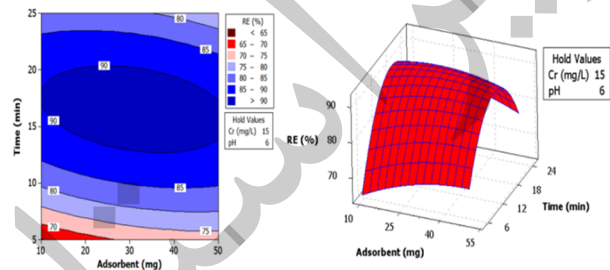 25
20
15
10
5
10
20
30
40
50
Time (min)
Adsorbent (mg)
80
85
90
90
85
80
75
70
RE (%)
< 65
65 – 70
70 – 75
75 – 80
80 – 85
85 – 90
> 90
Hold Values
Cr (mg/L) 15
pH 6
RE (%)
90
80
70
10
25
40
55
Adsorbent (mg)
6
12
18
24
Time (min)
Hold Values
Cr (mg/L) 15
pH 6